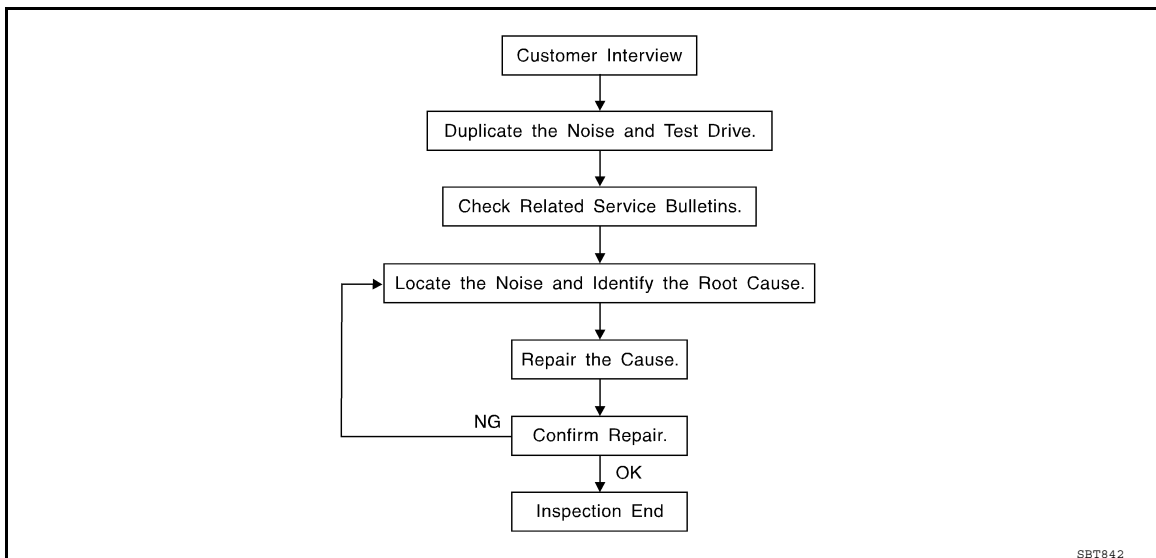 Customer Interview
Duplicate the Noise and Test Drive.
Check Related Service Bulletins.
Locate the Noise and Identify the Root Cause.
Repair the Cause.
NG
Confirm Repair.
OK
Inspection End
SBT842